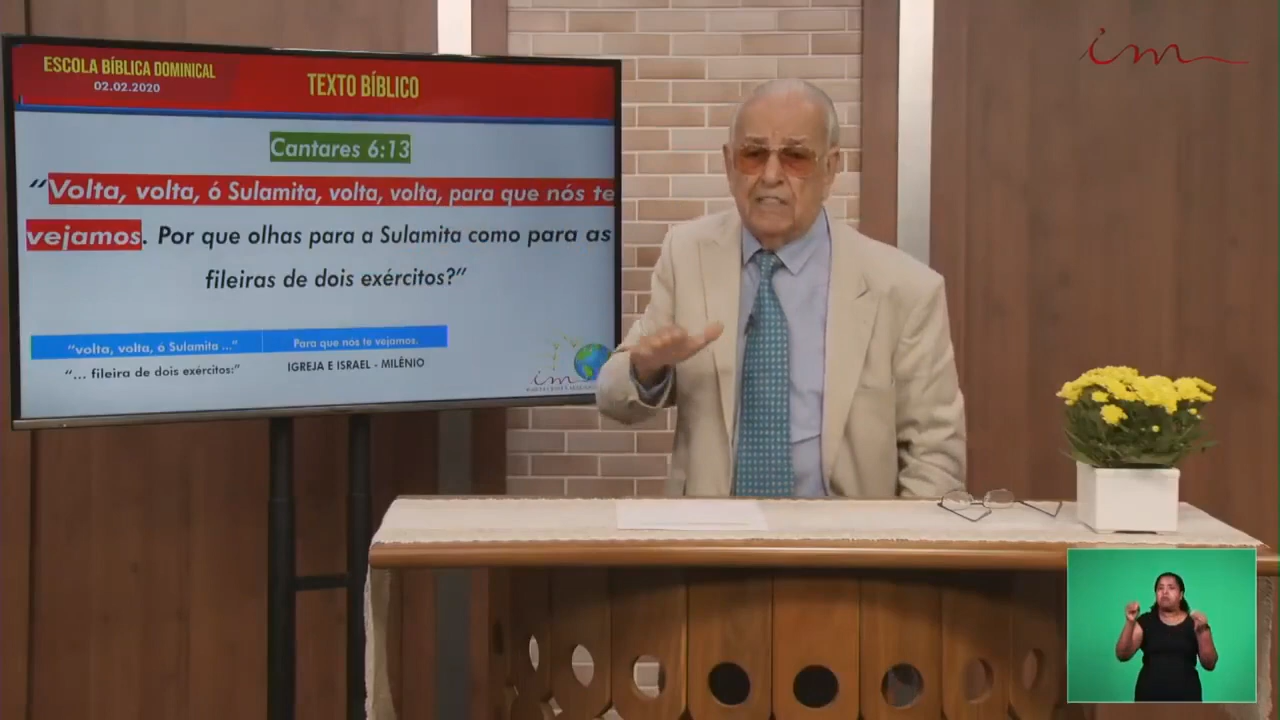 ESCOLA BÍBLICA DOMINICAL
02.02.2020
TEXTO BÍBLICO
Cantares 6:13
“Volta, volta, ó Sulamita, volta, volta, para que nós te
vejamos. Por que olhas para a Sulamita como para as
fileiras de dois exércitos?”
“volta, volta, ó Sulamita ...” Para que nós te vejamos.
“... fileira de dois exércitos:” IGREJA E ISRAEL - MILÊNIO
im
im